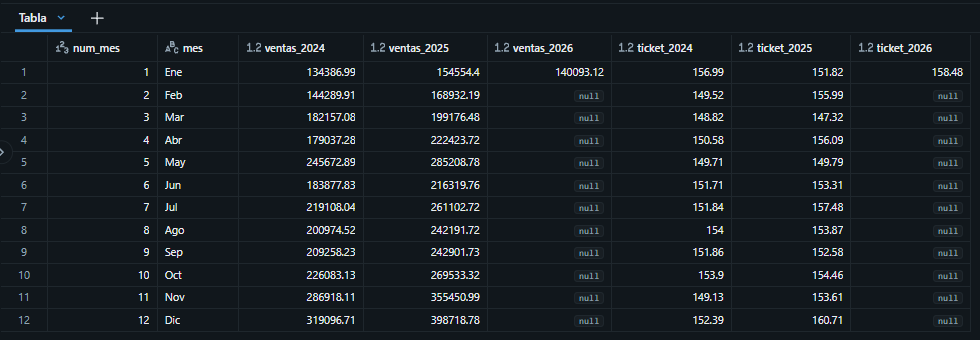 Tabla
num_mes mes ventas_2024 ventas_2025 ventas_2026 ticket_2024 ticket_2025 ticket_2026
1 1 Ene 134386.99 154554.4 140093.12 156.99 151.82 158.48
2 2 Feb 144289.91 168932.19 null 149.52 155.99 null
3 3 Mar 182157.08 199176.48 null 148.82 147.32 null
4 4 Abr 179037.28 222423.72 null 150.58 156.09 null
5 5 May 245672.89 285208.78 null 149.71 149.79 null
6 6 Jun 183877.83 216319.76 null 151.71 153.31 null
7 7 Jul 219108.04 261102.72 null 151.84 157.48 null
8 8 Ago 200974.52 242191.72 null 154 153.87 null
9 9 Sep 209258.23 242901.73 null 151.86 152.58 null
10 10 Oct 226083.13 269533.32 null 153.9 154.46 null
11 11 Nov 286918.11 355450.99 null 149.13 153.61 null
12 12 Dic 319096.71 398718.78 null 152.39 160.71 null